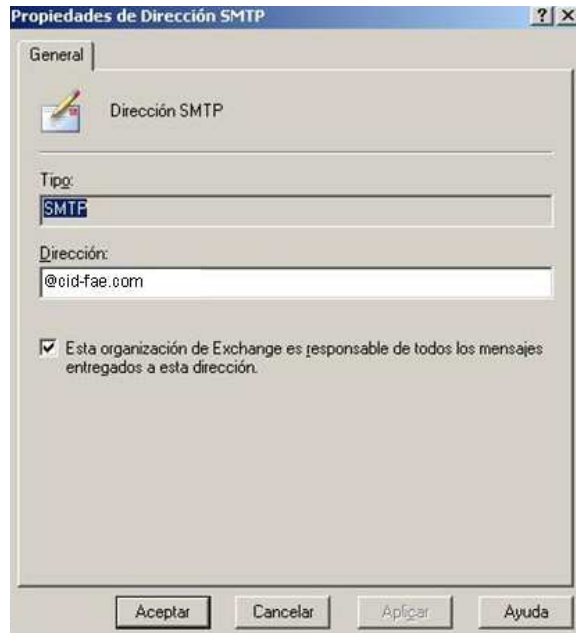 Propiedades de Dirección SMTP
General
Dirección SMTP
Tipo:
SMTP
Dirección:
@cid-fae.com
Esta organización de Exchange es responsable de todos los mensajes
entregados a esta dirección.
Aceptar Cancelar Aplicar Ayuda